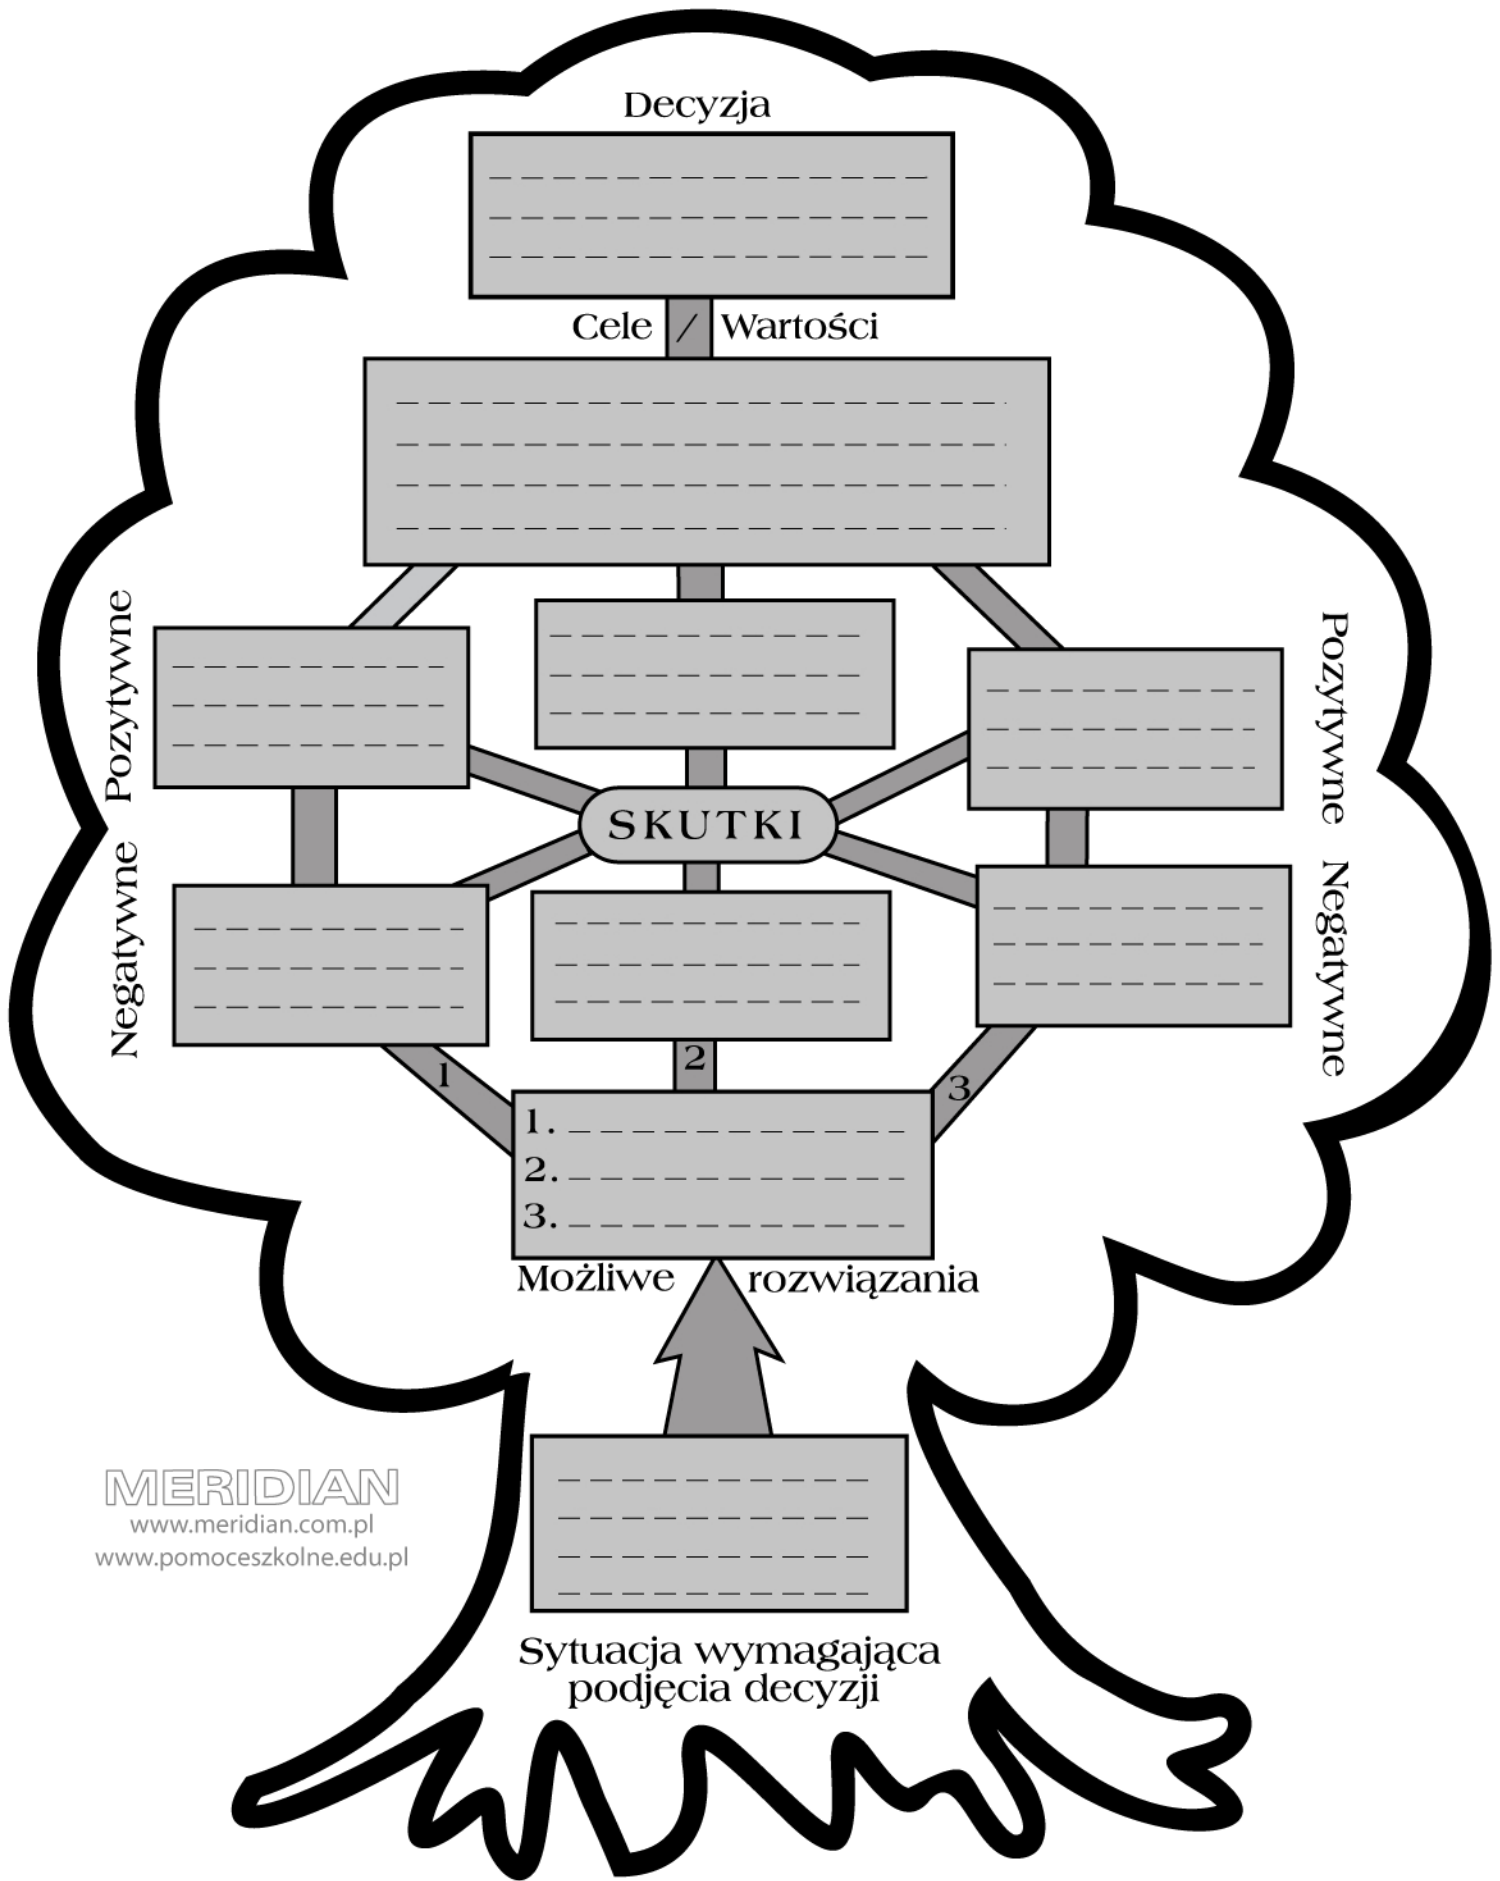 Decyzja
Cele / Wartości
Pozytywne
Pozytywne
SKUTKI
Negatywne
Negatywne
1
2
3
1.
2.
3.
Możliwe rozwiązania
MERIDIAN
www.meridian.com.pl
www.pomoceszkolne.edu.pl
Sytuacja wymagająca
podjęcia decyzji